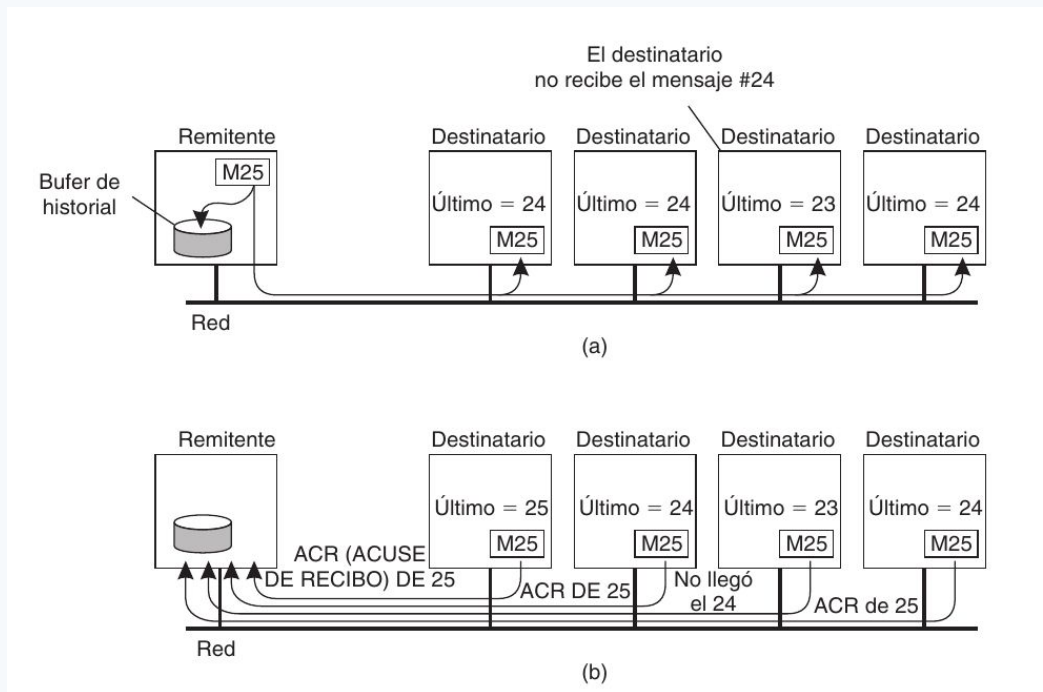 El destinatario
no recibe el mensaje #24
Remitente
Destinatario
Destinatario
Destinatario
Destinatario
Bufer de
historial
M25
Último = 24
M25
Último = 24
M25
Último = 23
M25
Último = 24
M25
Red
(a)
Remitente
Destinatario
Destinatario
Destinatario
Destinatario
Último = 25
M25
Último = 24
M25
Último = 23
M25
Último = 24
M25
ACR (ACUSE
DE RECIBO) DE 25
ACR DE 25
No llegó
el 24
ACR de 25
Red
(b)